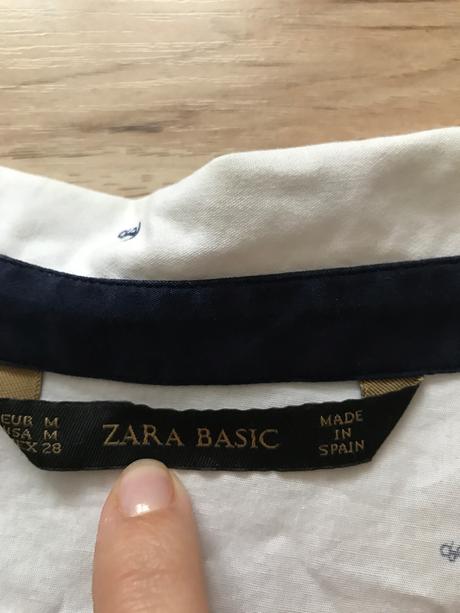 EUR M
USA M
MEX 28
ZARA BASIC
MADE
IN
SPAIN